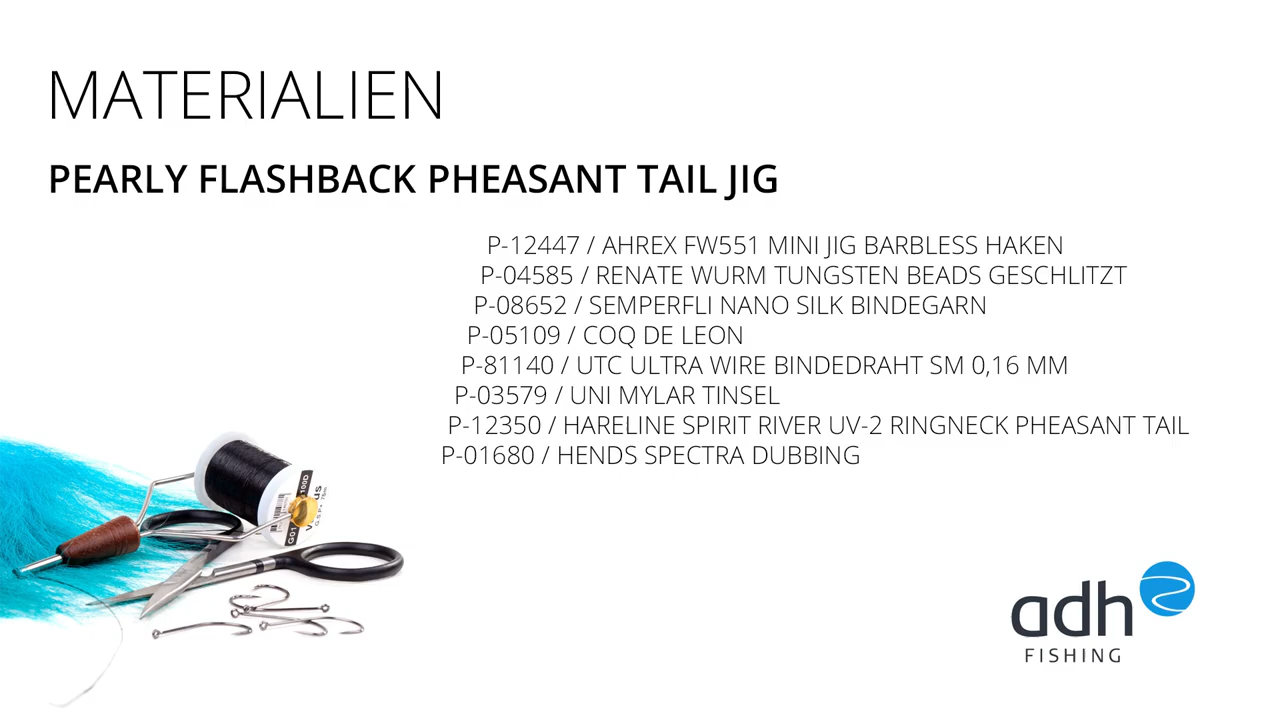 MATERIALIEN
PEARLY FLASHBACK PHEASANT TAIL JIG
P-12447 / AHREX FW551 MINI JIG BARBLESS HAKEN
P-04585 / RENATE WURM TUNGSTEN BEADS GESCHLITZT
P-08652 / SEMPERFLI NANO SILK BINDEGARN
P-05109 / COQ DE LEON
P-81140 / UTC ULTRA WIRE BINDEDRAHT SM 0,16 MM
P-03579 / UNI MYLAR TINSEL
P-12350 / HARELINE SPIRIT RIVER UV-2 RINGNECK PHEASANT TAIL
P-01680 / HENDS SPECTRA DUBBING
100D
adh
FISHING